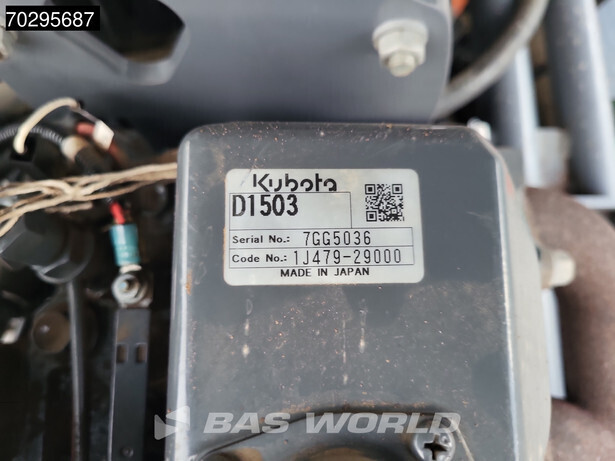 70295687
Kubota
D1503
Serial No.: 7GG5036
Code No.: 1J479-29000
MADE IN JAPAN
BAS WORLD